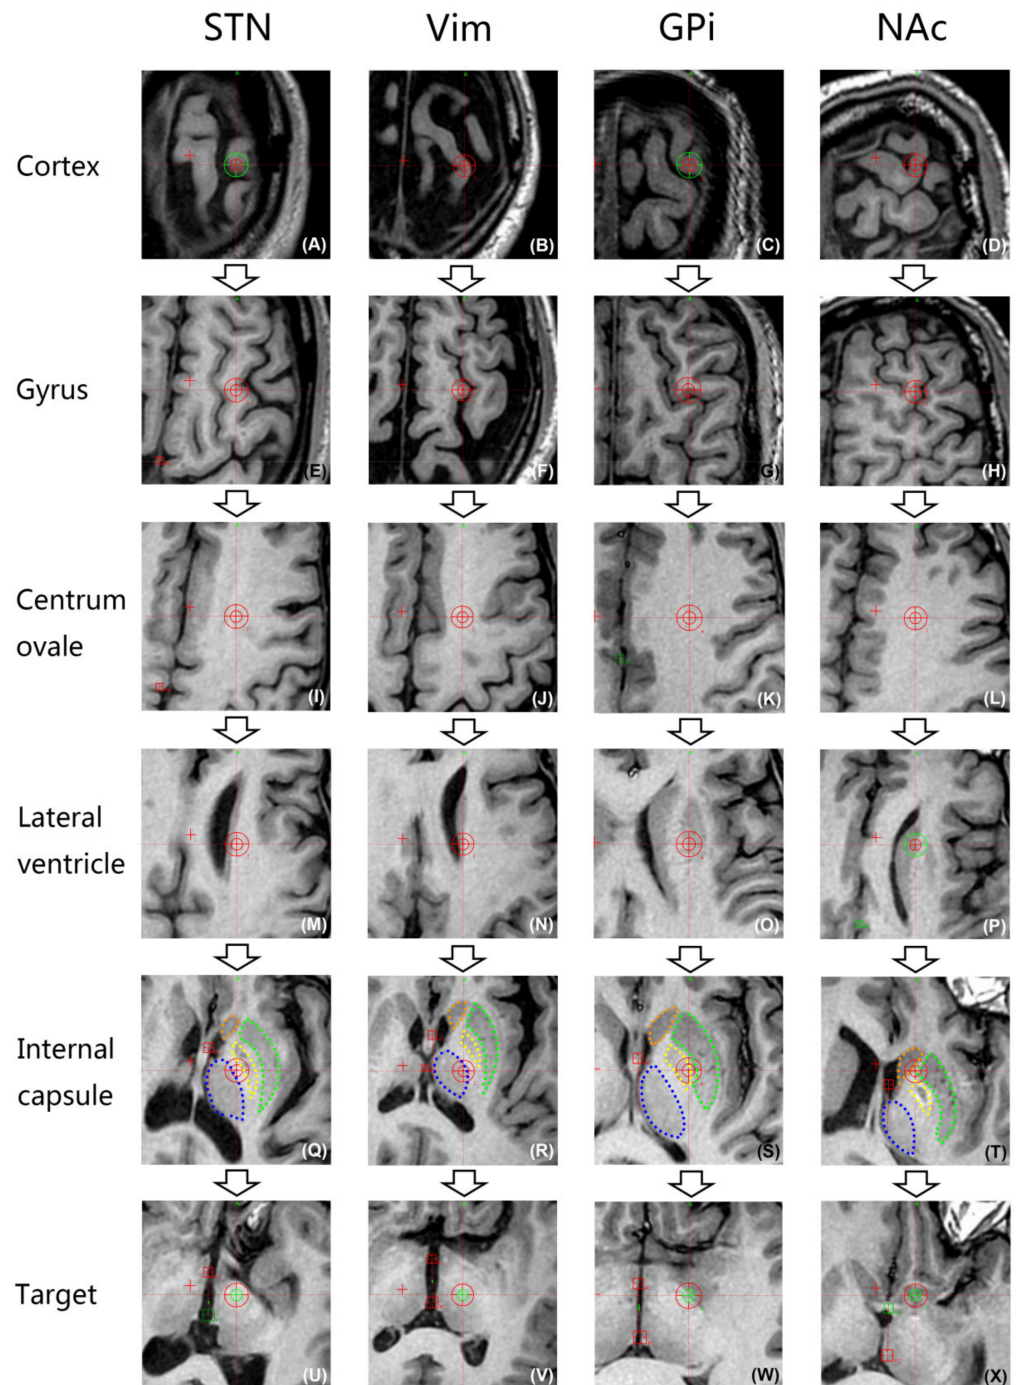 STN Vim GPi NAc
Cortex (A) (B) (C) (D)
Gyrus (E) (F) (G) (H)
Centrum
ovale
(I) (J) (K) (L)
Lateral
ventricle
(M) (N) (O) (P)
Internal
capsule
(Q) (R) (S) (T)
Target
(U) (V) (W) (X)